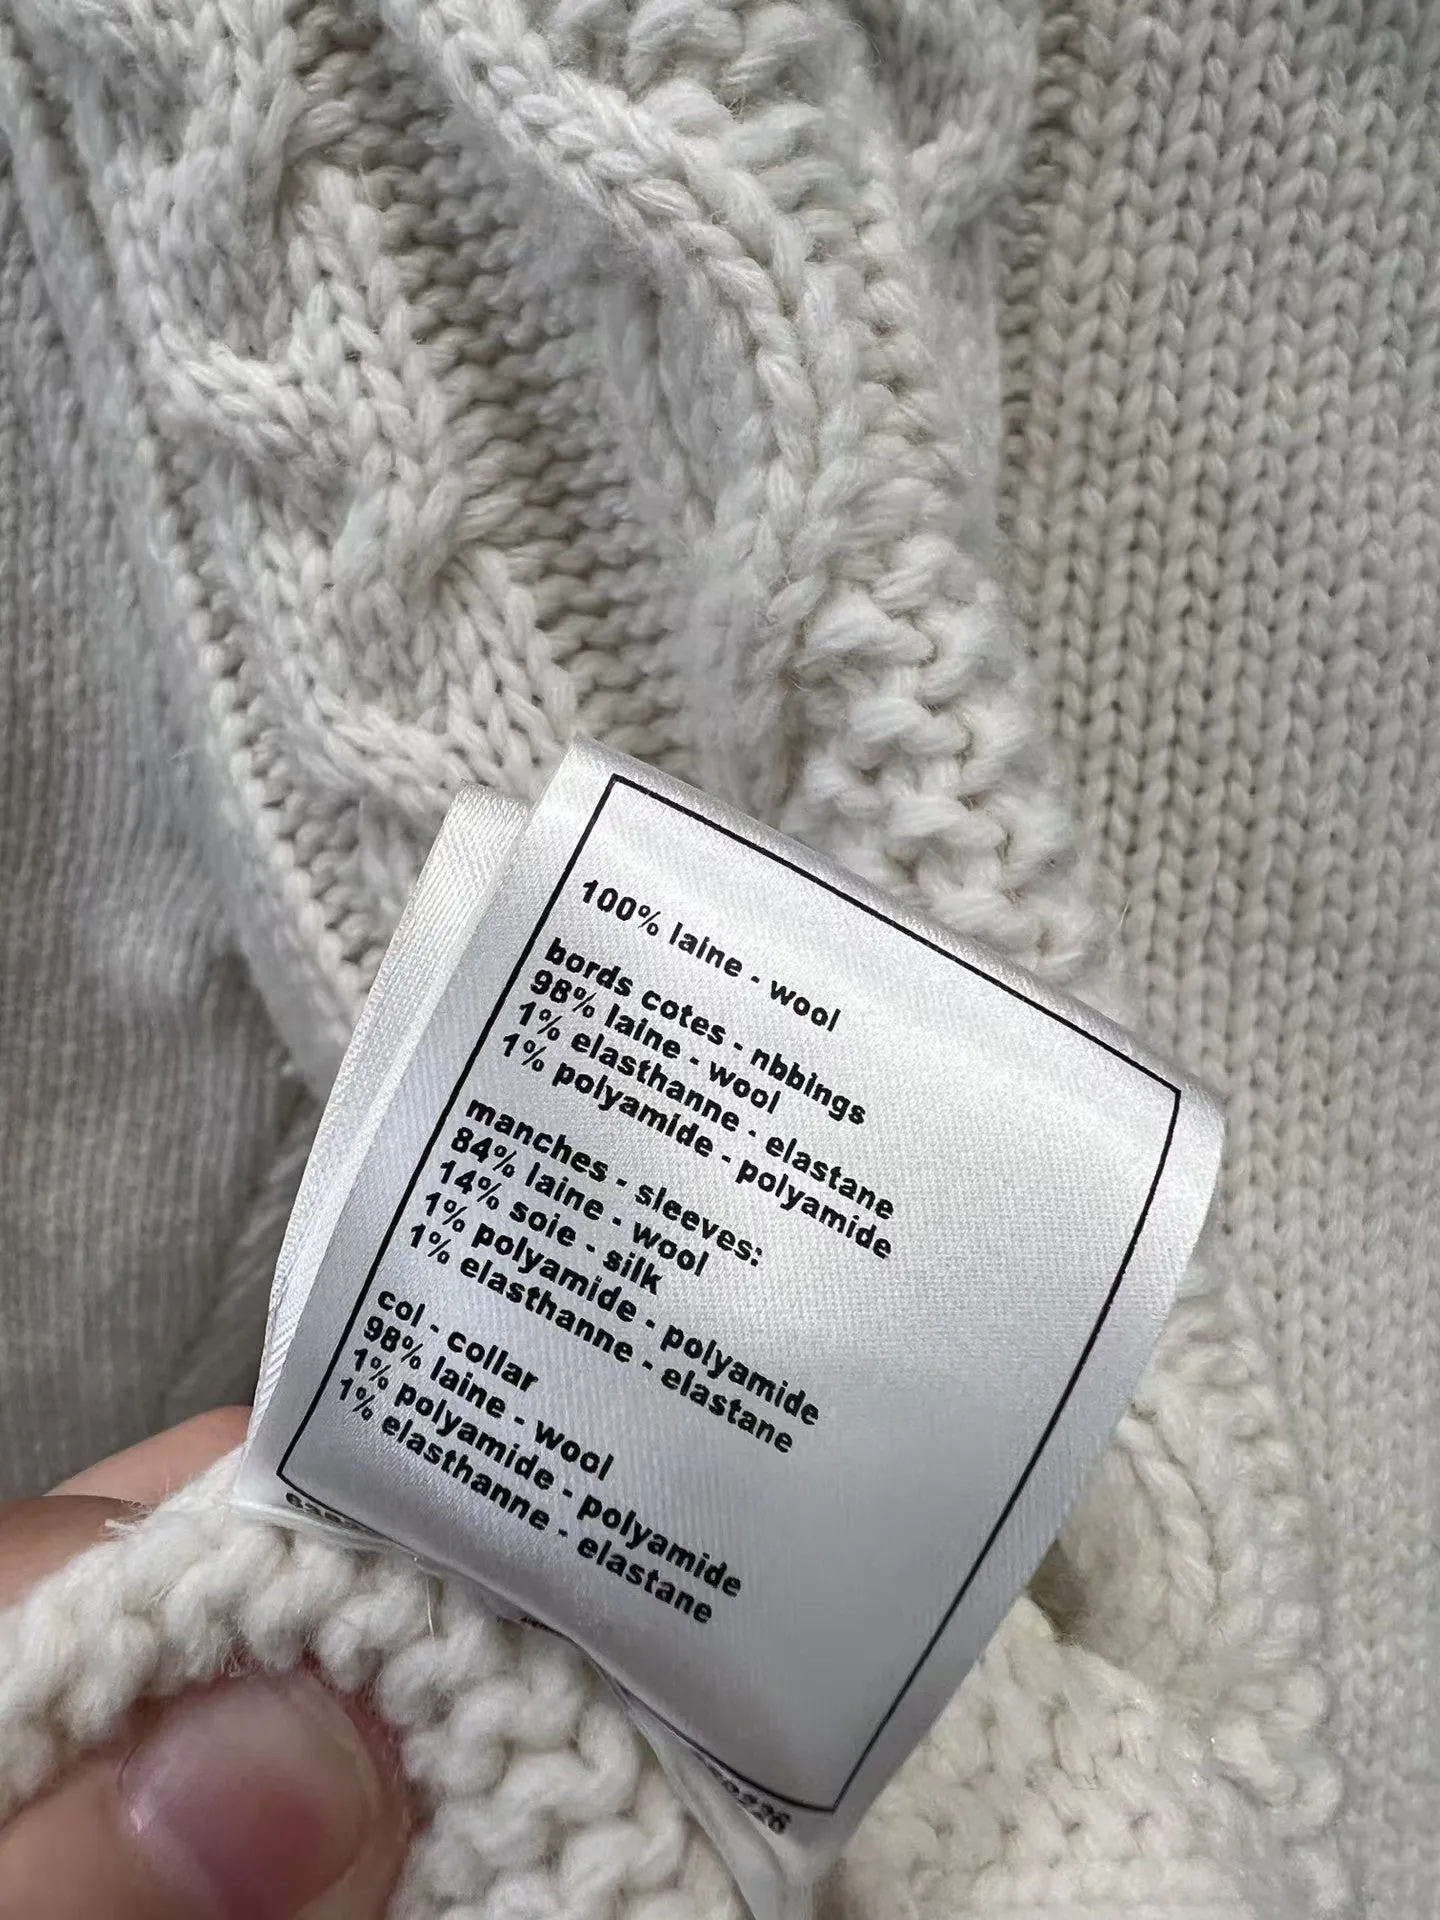 100% laine - wool
bords cotes - nbbings
98% laine - wool
1% elasthanne - elastane
1% polyamide - polyamide
manches - sleeves:
84% laine - wool
14% soie - silk
1% polyamide - polyamide
1% elasthanne - elastane
col - collar
98% laine - wool
1% polyamide - polyamide
1% elasthanne - elastane